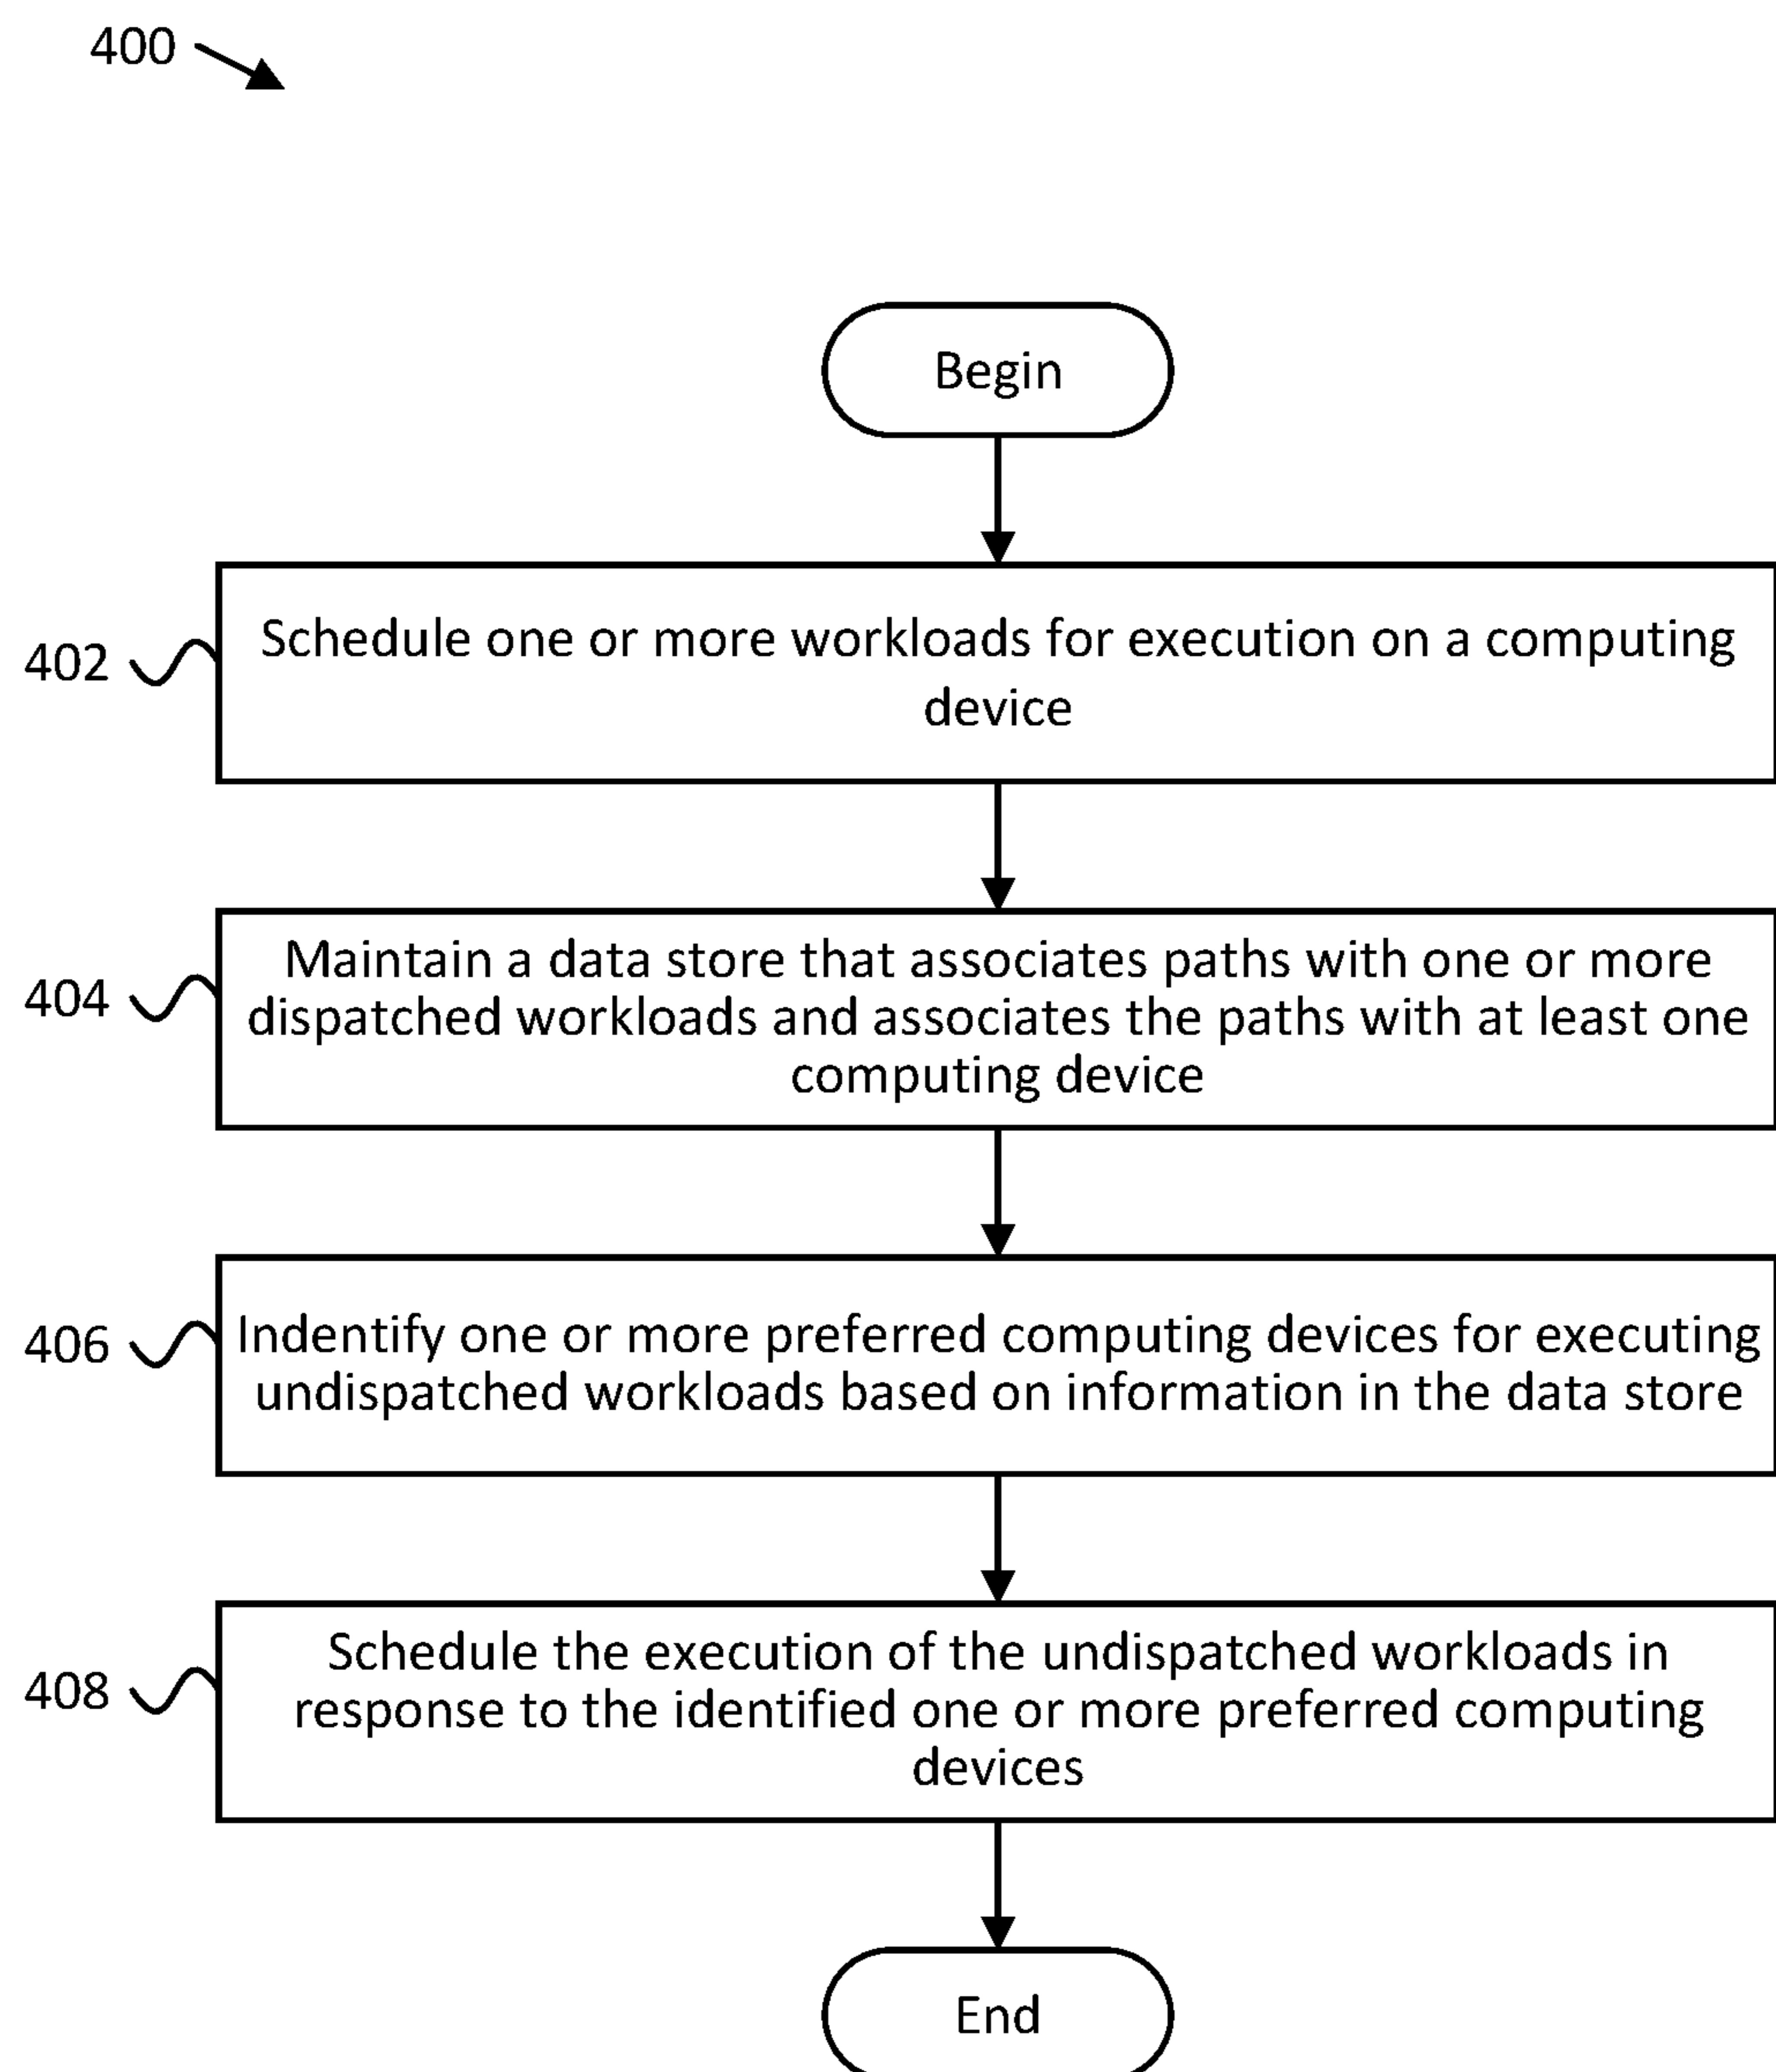 400
Begin
402
Schedule one or more workloads for execution on a computing
device
404
Maintain a data store that associates paths with one or more
dispatched workloads and associates the paths with at least one
computing device
406
Indentify one or more preferred computing devices for executing
undispatched workloads based on information in the data store
408
Schedule the execution of the undispatched workloads in
response to the identified one or more preferred computing
devices
End